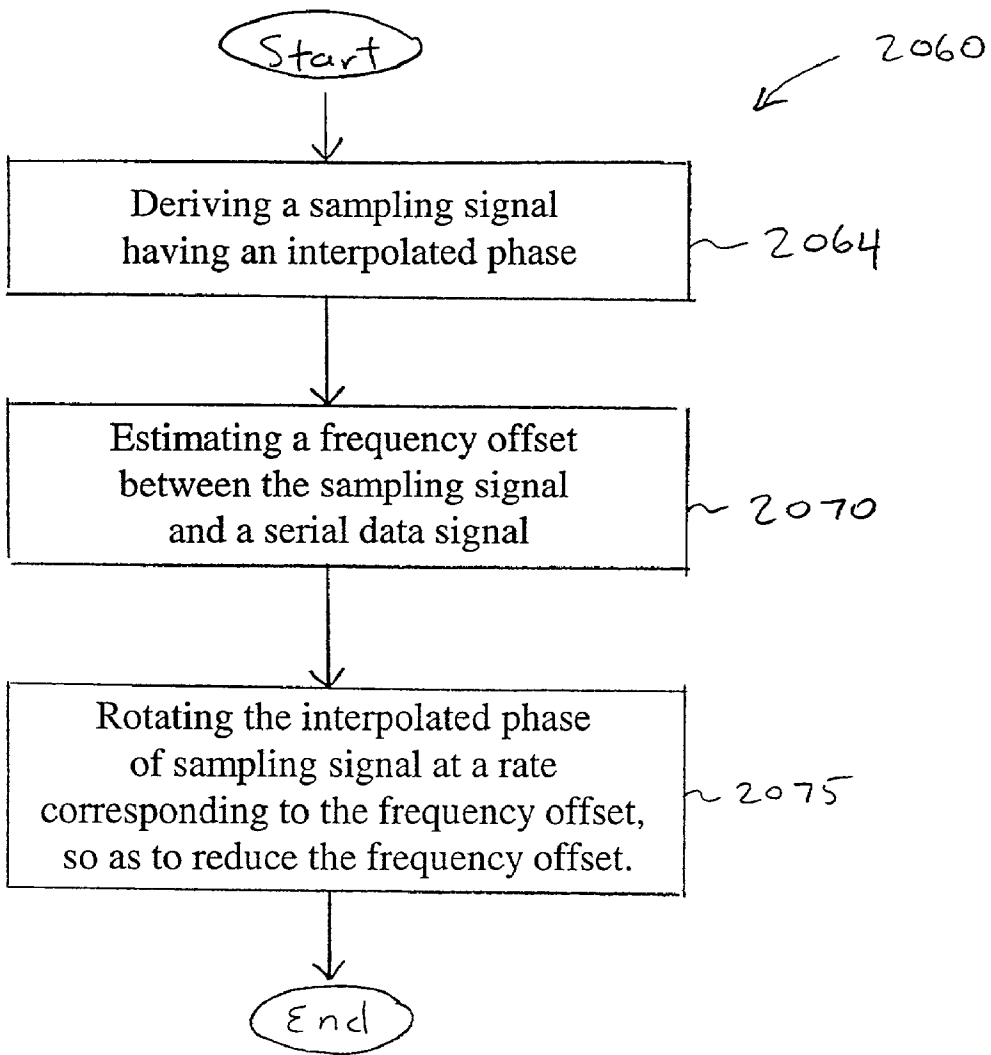 Start
2060
Deriving a sampling signal
having an interpolated phase
2064
Estimating a frequency offset
between the sampling signal
and a serial data signal
2070
Rotating the interpolated phase
of sampling signal at a rate
corresponding to the frequency offset,
so as to reduce the frequency offset.
2075
End